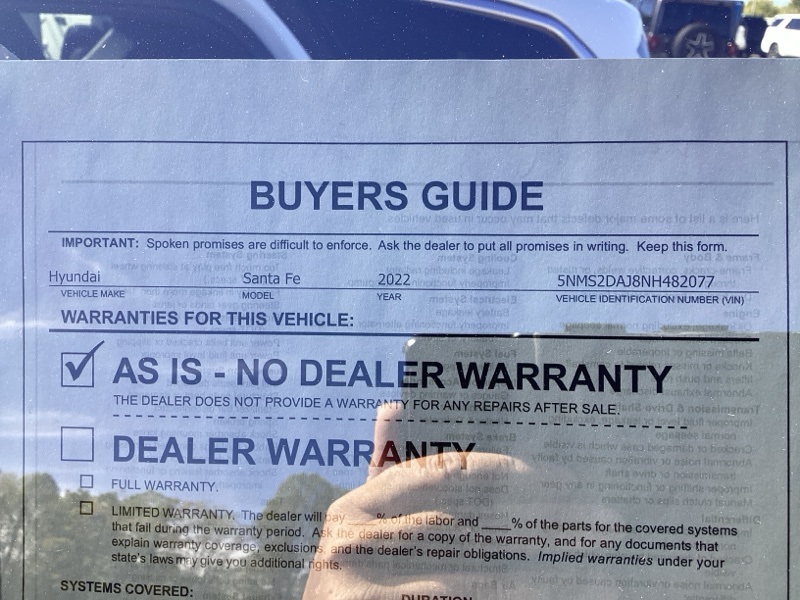 BUYERS GUIDE
IMPORTANT: Spoken promises are difficult to enforce. Ask the dealer to put all promises in writing. Keep this form.
Hyundai Santa Fe 2022 5NMS2DAJ8NH482077
VEHICLE MAKE MODEL YEAR VEHICLE IDENTIFICATION NUMBER (VIN)
WARRANTIES FOR THIS VEHICLE:
AS IS - NO DEALER WARRANTY
THE DEALER DOES NOT PROVIDE A WARRANTY FOR ANY REPAIRS AFTER SALE.
DEALER WARRANTY
FULL WARRANTY.
LIMITED WARRANTY. The dealer will pay ____% of the labor and ____% of the parts for the covered systems
that fail during the warranty period. Ask the dealer for a copy of the warranty, and for any documents that
explain warranty coverage, exclusions, and the dealer's repair obligations. Implied warranties under your
state's laws may give you additional rights.
SYSTEMS COVERED: DURATION